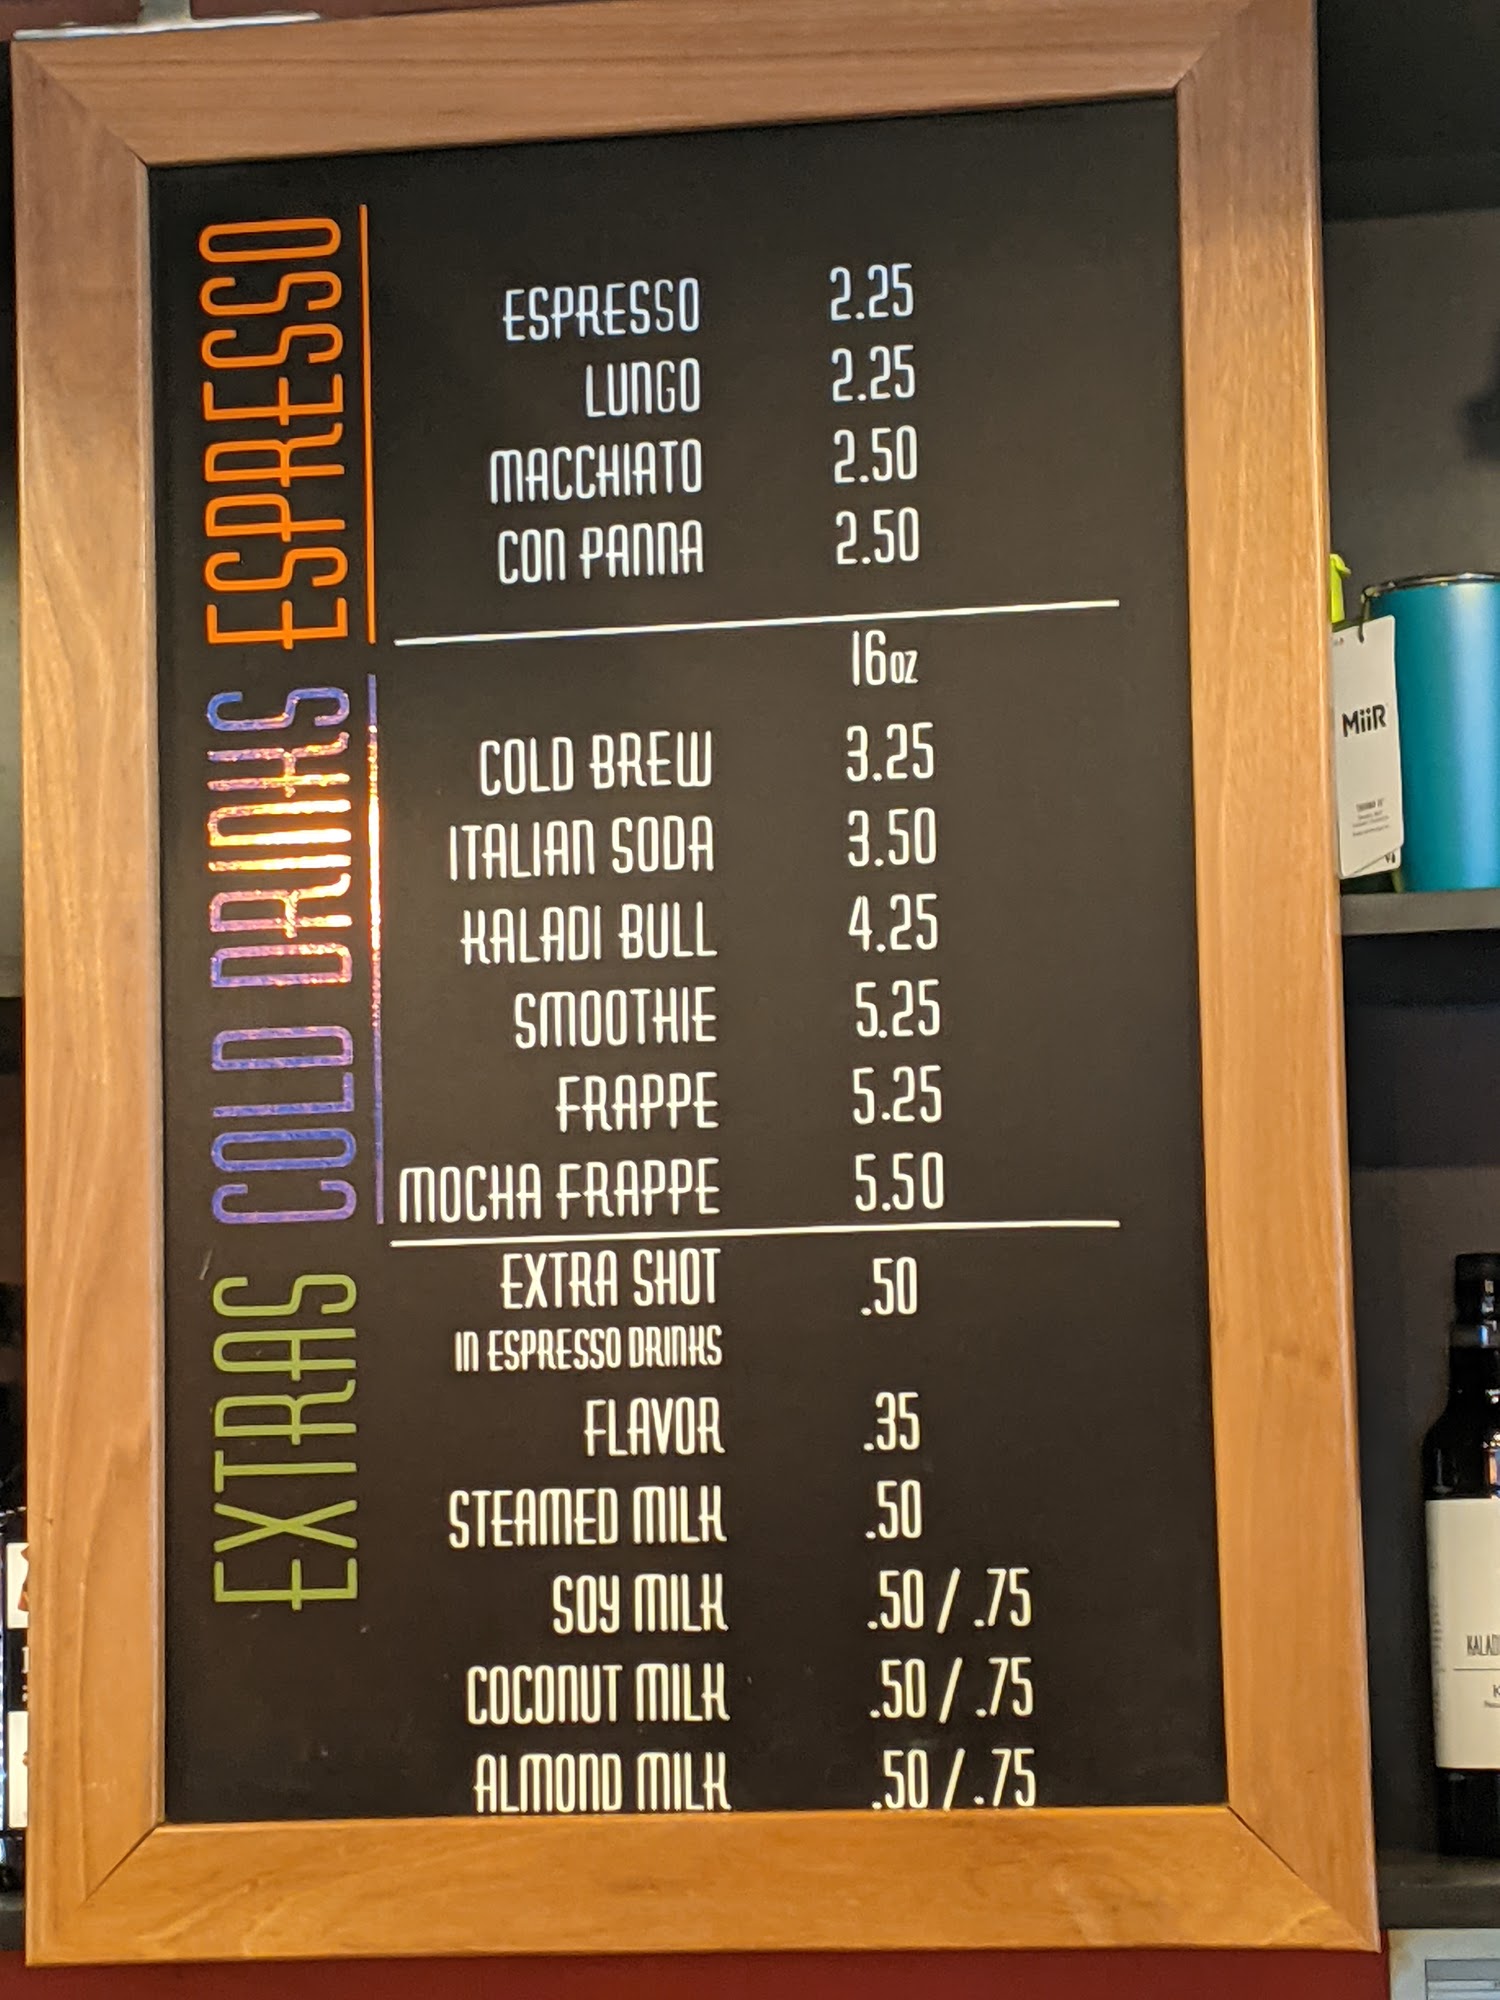 ESPRESSO
ESPRESSO 2.25
LUNGO 2.25
MACCHIATO 2.50
CON PANNA 2.50
COLD DRINKS
16oz
COLD BREW 3.25
ITALIAN SODA 3.50
KALADI BULL 4.25
SMOOTHIE 5.25
FRAPPE 5.25
MOCHA FRAPPE 5.50
EXTRAS
EXTRA SHOT .50
IN ESPRESSO DRINKS
FLAVOR .35
STEAMED MILK .50
SOY MILK .50 / .75
COCONUT MILK .50 / .75
ALMOND MILK .50 / .75
MiiR